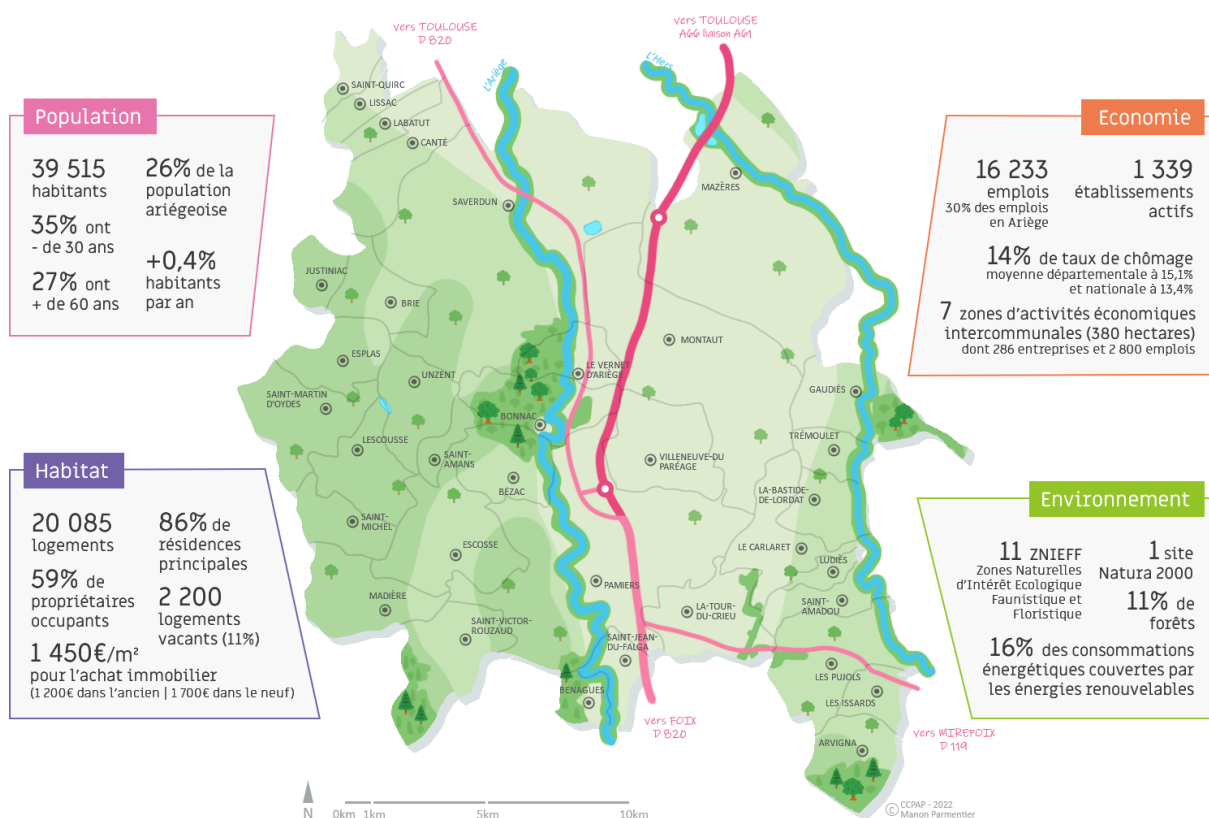 vers TOULOUSE
D 820
vers TOULOUSE
A66 liaison A61
L'Ariège
L'Hers
Population
39 515
habitants
35% ont
- de 30 ans
27% ont
+ de 60 ans
26% de la
population
ariégeoise
+0,4%
habitants
par an
Economie
16 233
emplois
30% des emplois
en Ariège
1 339
établissements
actifs
14% de taux de chômage
moyenne départementale à 15,1%
et nationale à 13,4%
7 zones d'activités économiques
intercommunales (380 hectares)
dont 286 entreprises et 2 800 emplois
Habitat
20 085
logements
59% de
propriétaires
occupants
86% de
résidences
principales
2 200
logements
vacants (11%)
1 450€/m²
pour l'achat immobilier
(1 200€ dans l'ancien | 1 700€ dans le neuf)
Environnement
11 ZNIEFF
Zones Naturelles
d'Intérêt Ecologique
Faunistique et
Floristique
1 site
Natura 2000
11% de
forêts
16% des consommations
énergétiques couvertes par
les énergies renouvelables
SAINT-QUIRC
LISSAC
LABATUT
CANTÉ
MAZÈRES
SAVERDUN
JUSTINIAC
BRIE
MONTAUT
ESPLAS
LE VERNET
D'ARIÈGE
UNZENT
GAUDIÈS
SAINT-MARTIN
D'OYDES
BONNAC
TRÉMOULET
LESCOUSSE
SAINT-
AMANS
VILLENEUVE-DU
PARÉAGE
BÉZAC
LA-BASTIDE-
DE-LORDAT
SAINT-
MICHEL
ESCOSSE
LE CARLARET
LUDIÈS
PAMIERS
MADIÈRE
SAINT-
AMADOU
LA-TOUR-
DU-CRIEU
SAINT-VICTOR-
ROUZAUD
SAINT-JEAN-
DU-FALGA
LES PUJOLS
BENAGUES
LES ISSARDS
ARVIGNA
vers FOIX
D 820
vers MIREPOIX
D 119
N
0km 1km 5km 10km
© CCPAP - 2022
Manon Parmentier